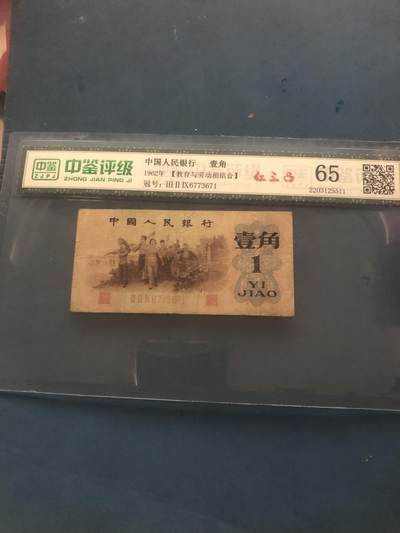 中鉴
中鉴评级
ZHONG JIAN PING JI
中国人民银行 壹角
1962年 【教育与劳动相结合】
冠号：III II IX6773671
红三凸
65
2203125511
中國人民銀行
壹角
1
YI
JIAO
6773671